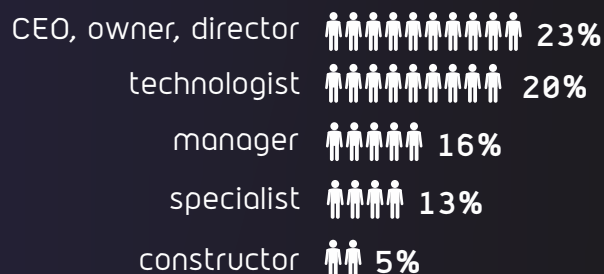 CEO, owner, director 23%
technologist 20%
manager 16%
specialist 13%
constructor 5%